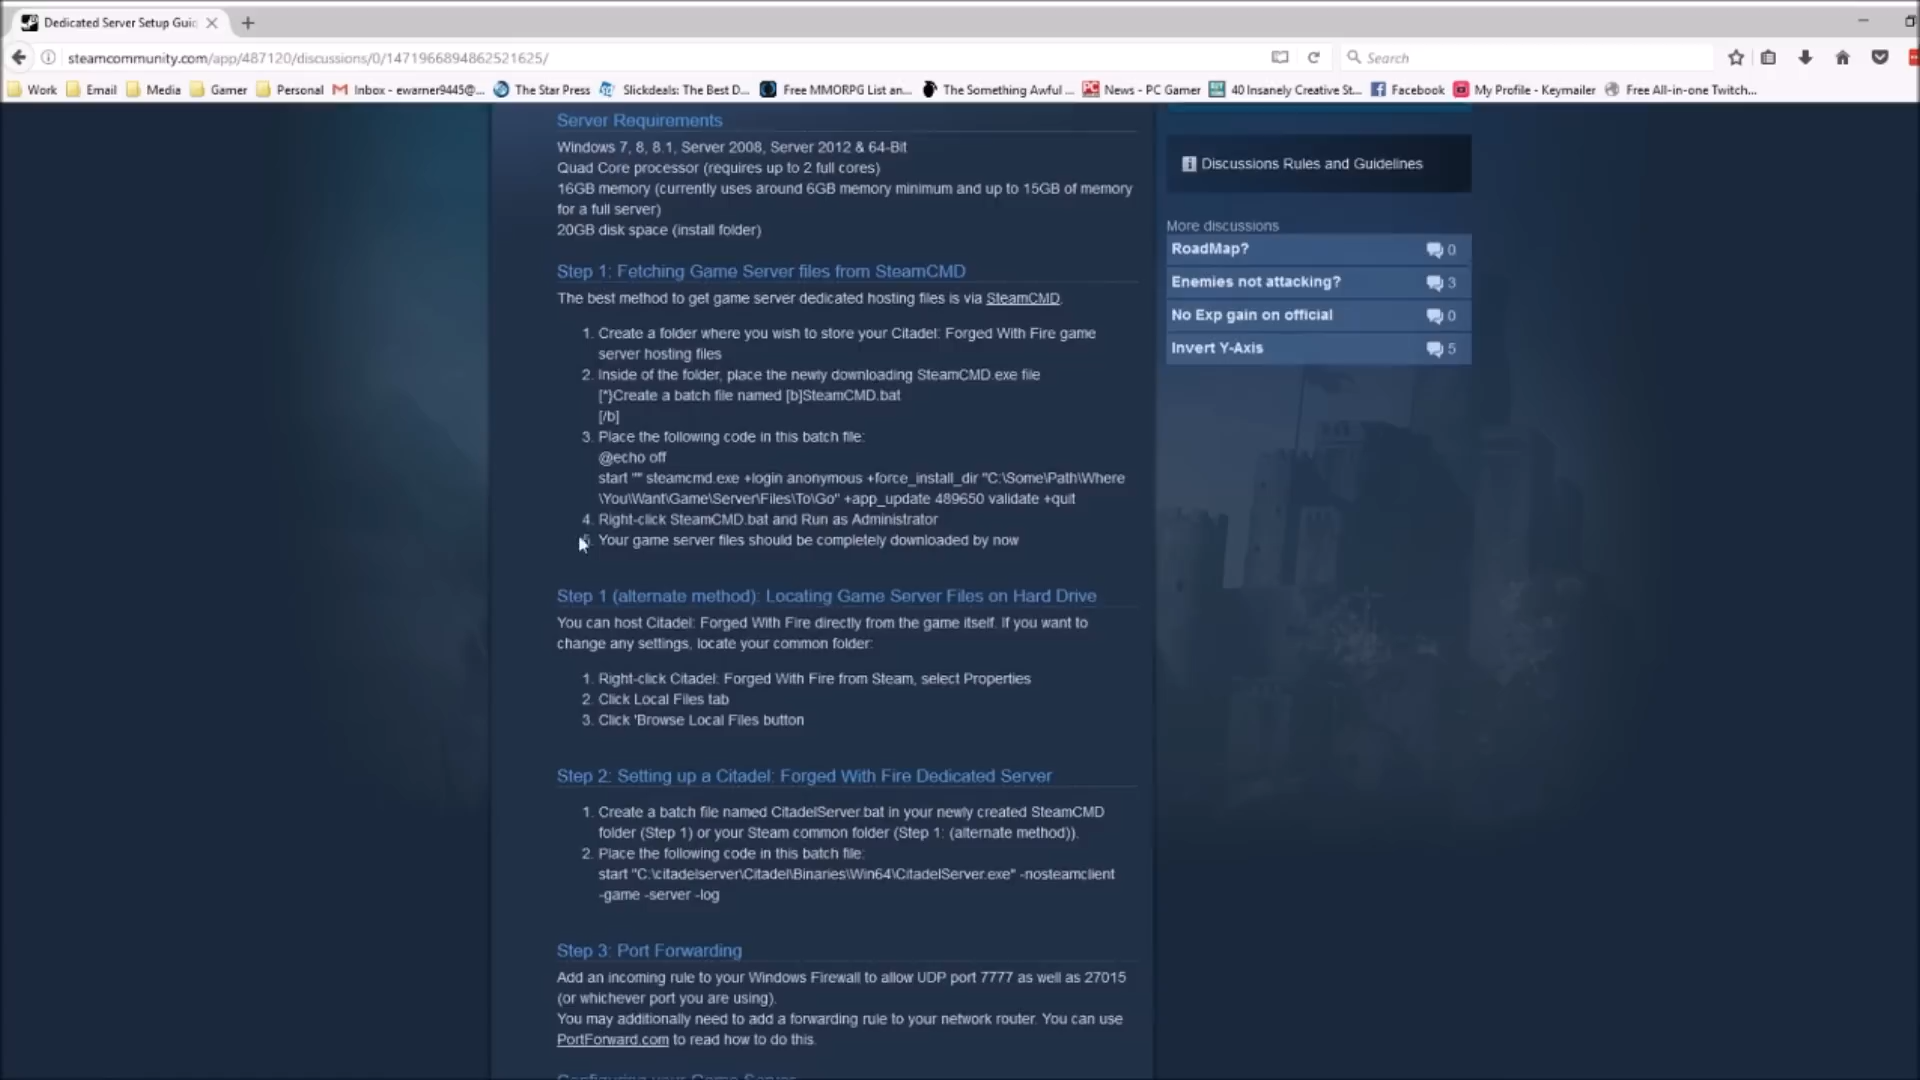 Dedicated Server Setup Guid
steamcommunity.com/app/487120/discussions/0/1471966894862521625/
Search
Work Email Media Gamer Personal Inbox - ewarner9445@... The Star Press Slickdeals: The Best D... Free MMORPG List an... The Something Awful ... News - PC Gamer 40 Insanely Creative St... Facebook My Profile - Keymailer Free All-in-one Twitch...
Server Requirements
Windows 7, 8, 8.1, Server 2008, Server 2012 & 64-Bit
Quad Core processor (requires up to 2 full cores)
16GB memory (currently uses around 6GB memory minimum and up to 15GB of memory
for a full server)
20GB disk space (install folder)
Step 1: Fetching Game Server files from SteamCMD
The best method to get game server dedicated hosting files is via SteamCMD.
1. Create a folder where you wish to store your Citadel: Forged With Fire game
server hosting files
2. Inside of the folder, place the newly downloading SteamCMD.exe file
[*}Create a batch file named [b]SteamCMD.bat
[/b]
3. Place the following code in this batch file:
@echo off
start "" steamcmd.exe +login anonymous +force_install_dir "C:\Some\Path\Where
\You\Want\Game\Server\Files\To\Go" +app_update 489650 validate +quit
4. Right-click SteamCMD.bat and Run as Administrator
Your game server files should be completely downloaded by now
Step 1 (alternate method): Locating Game Server Files on Hard Drive
You can host Citadel: Forged With Fire directly from the game itself. If you want to
change any settings, locate your common folder:
1. Right-click Citadel: Forged With Fire from Steam, select Properties
2. Click Local Files tab
3. Click 'Browse Local Files button
Step 2: Setting up a Citadel: Forged With Fire Dedicated Server
1. Create a batch file named CitadelServer.bat in your newly created SteamCMD
folder (Step 1) or your Steam common folder (Step 1: (alternate method)).
2. Place the following code in this batch file:
start "C:\citadelserver\Citadel\Binaries\Win64\CitadelServer.exe" -nosteamclient
-game -server -log
Step 3: Port Forwarding
Add an incoming rule to your Windows Firewall to allow UDP port 7777 as well as 27015
(or whichever port you are using).
You may additionally need to add a forwarding rule to your network router. You can use
PortForward.com to read how to do this.
Discussions Rules and Guidelines
More discussions
RoadMap? 0
Enemies not attacking? 3
No Exp gain on official 0
Invert Y-Axis 5